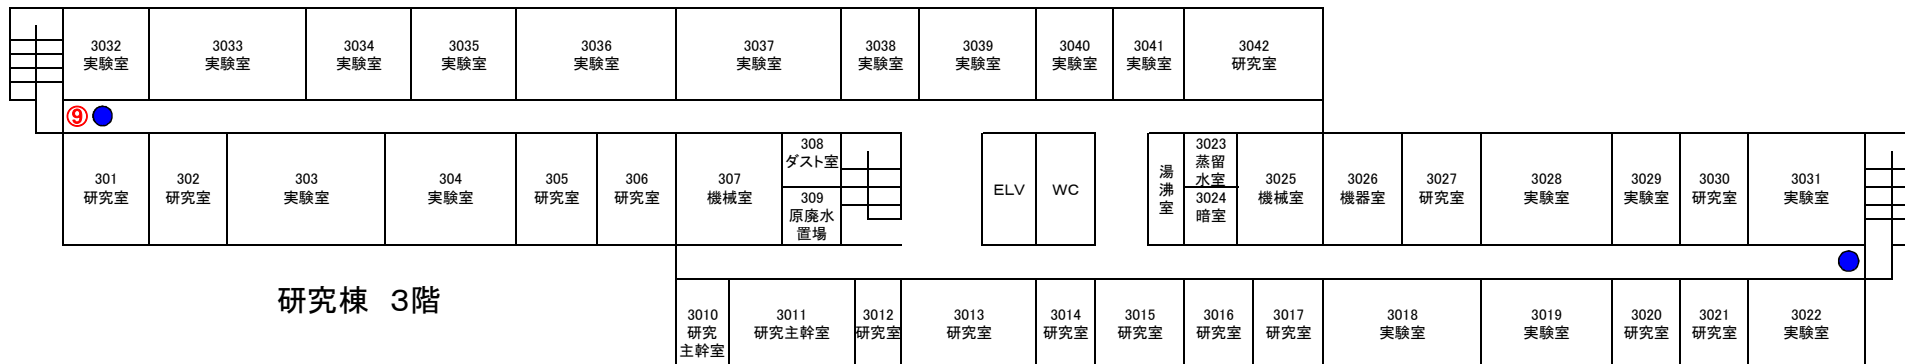 3032
実験室
3033
実験室
3034
実験室
3035
実験室
3036
実験室
3037
実験室
3038
実験室
3039
実験室
3040
実験室
3041
実験室
3042
研究室
⑨
301
研究室
302
研究室
303
実験室
304
実験室
305
研究室
306
研究室
307
機械室
308
ダスト室
309
原廃水
置場
ELV
WC
湯
沸
室
3023
蒸留
水室
3024
暗室
3025
機械室
3026
機器室
3027
研究室
3028
実験室
3029
実験室
3030
研究室
3031
実験室
研究棟 3階
3010
研究
主幹室
3011
研究主幹室
3012
研究室
3013
研究室
3014
研究室
3015
研究室
3016
研究室
3017
研究室
3018
実験室
3019
実験室
3020
研究室
3021
研究室
3022
実験室